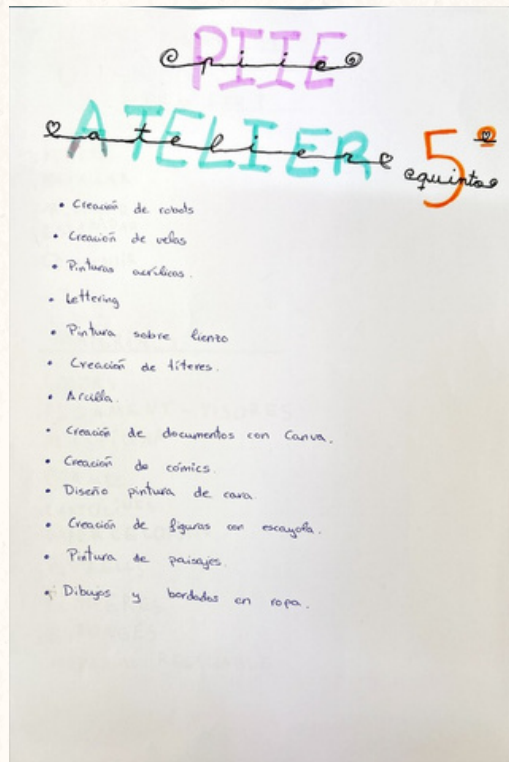 PIIE
piie
ATELIER 5º
atelier quinto
• Creación de robots
• Creación de velas
• Pinturas acrílicas.
• Lettering
• Pintura sobre lienzo
• Creación de títeres.
• Arcilla.
• Creación de documentos con Canva.
• Creación de cómics.
• Diseño pintura de cara.
• Creación de figuras con escayola.
• Pintura de paisajes.
• Dibujos y bordados en ropa.